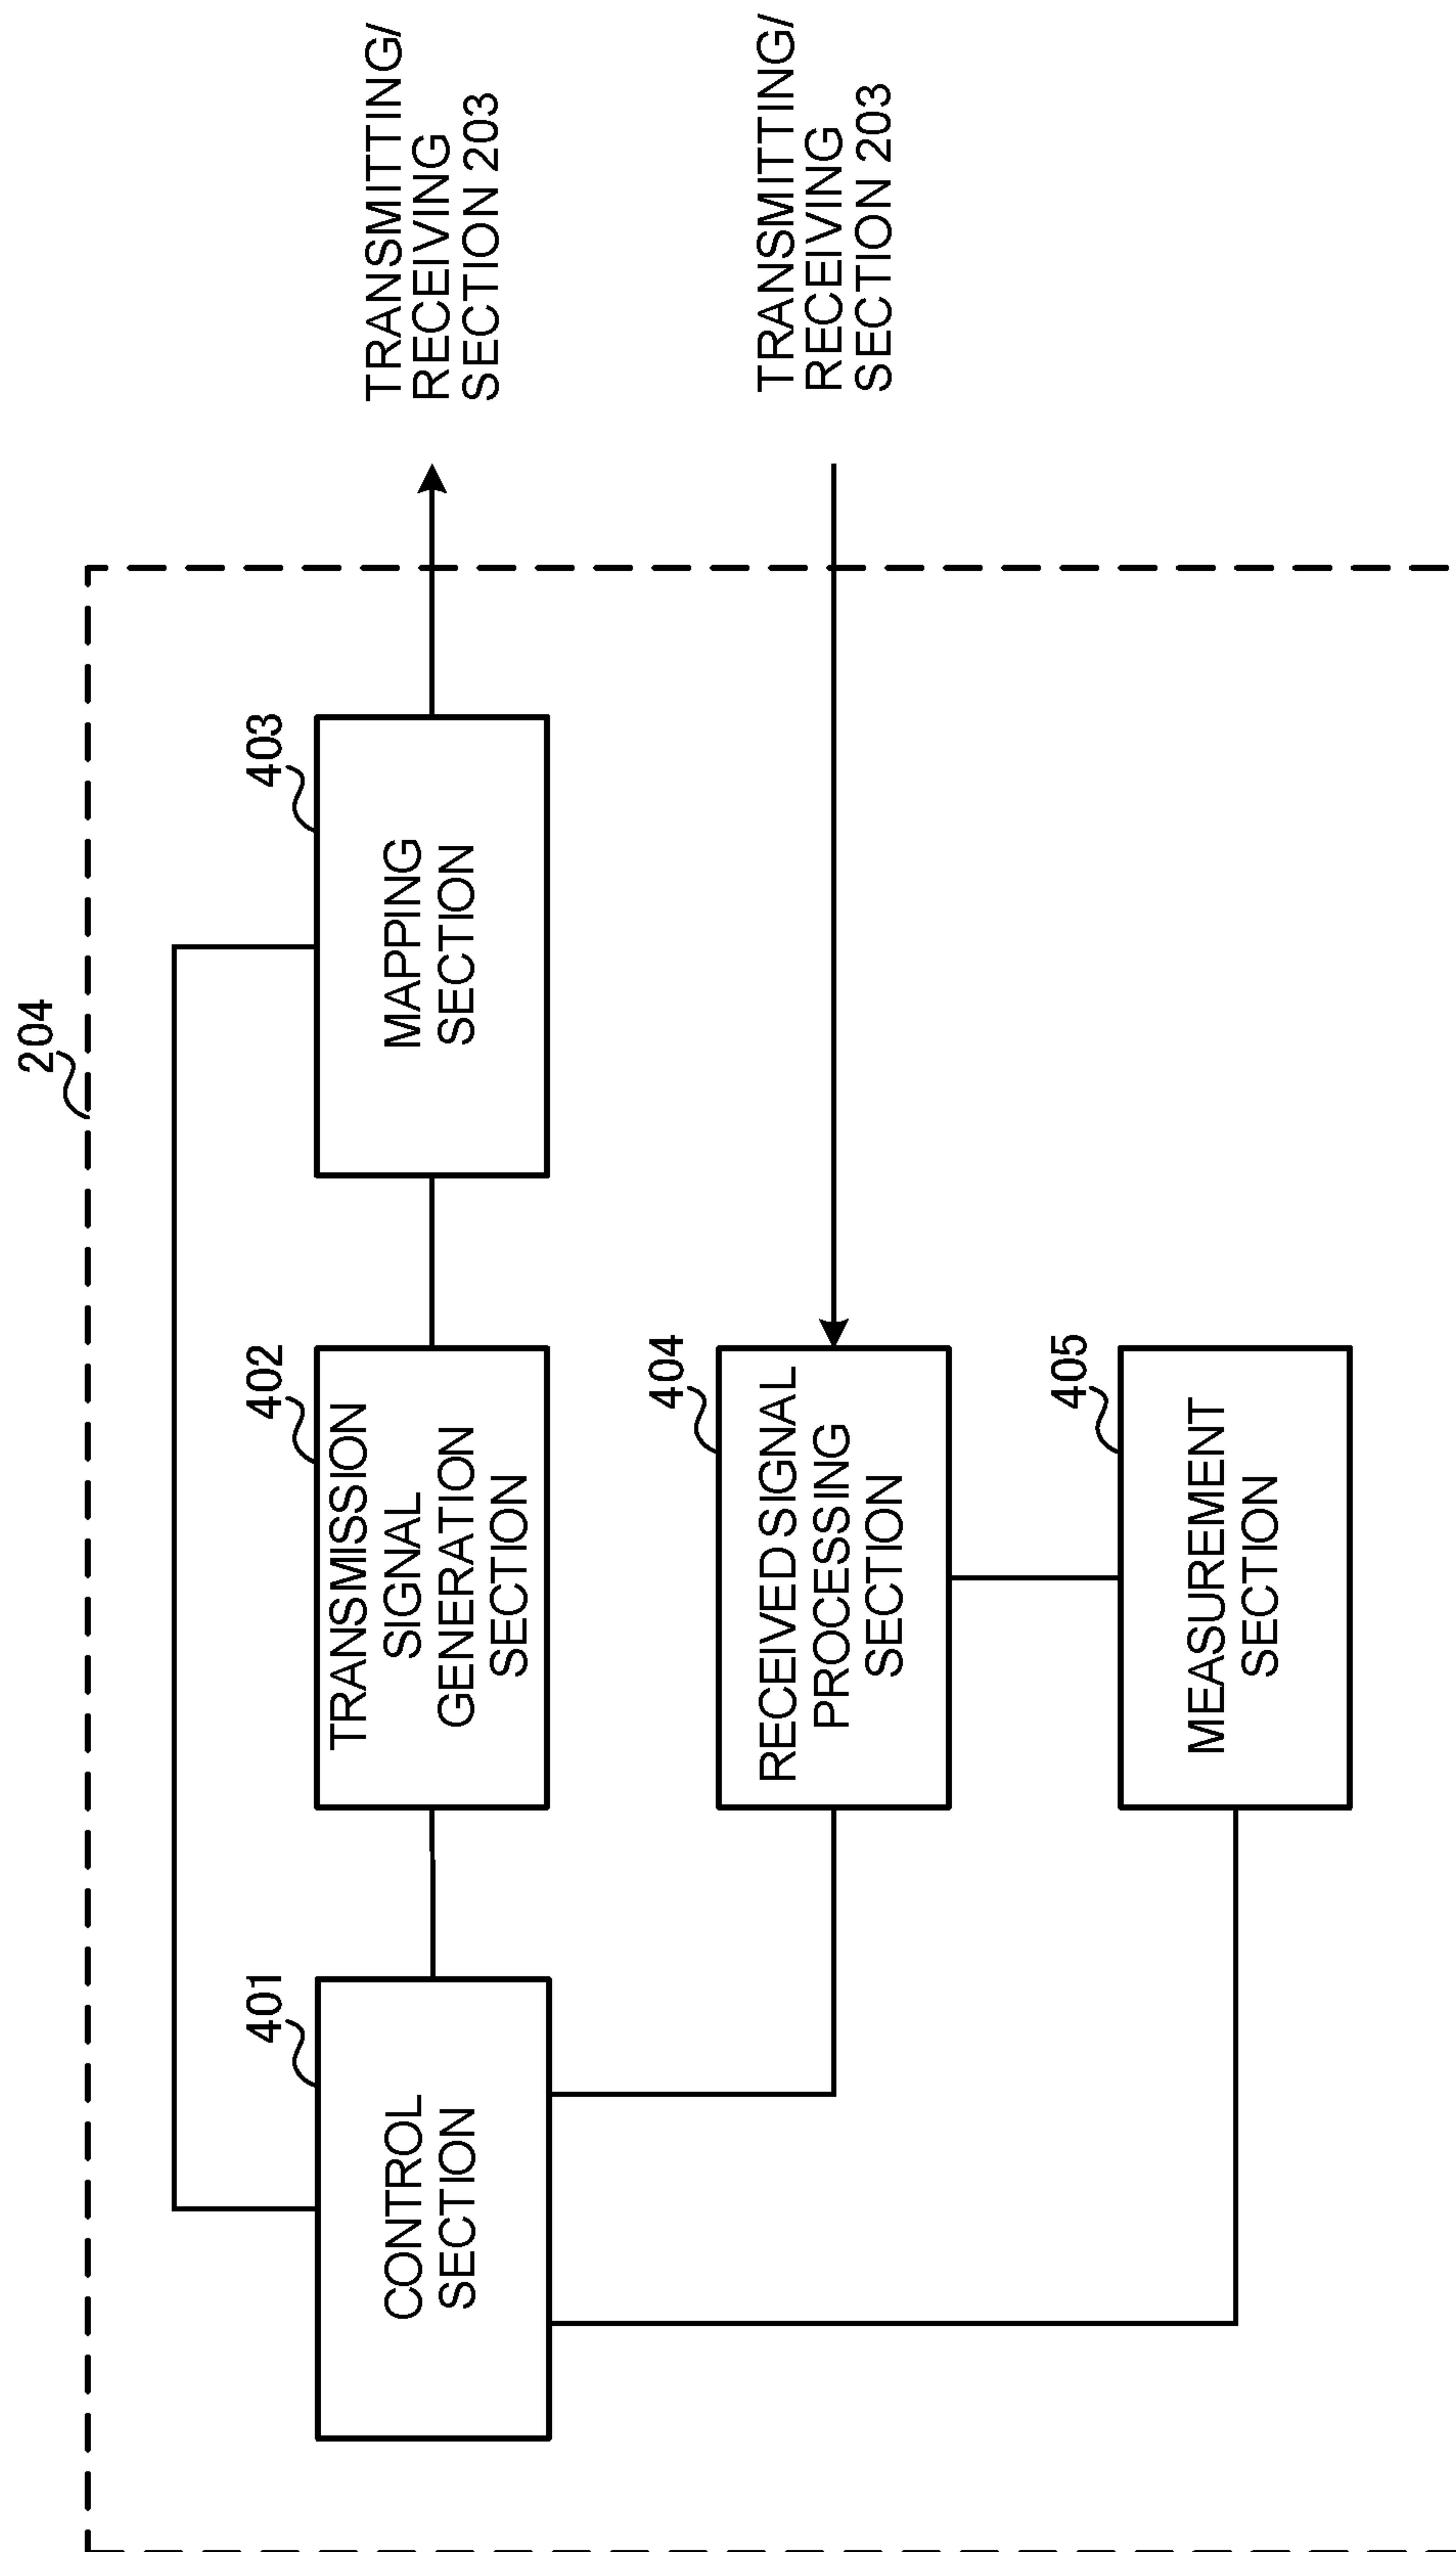 204
401
CONTROL
SECTION
402
TRANSMISSION
SIGNAL
GENERATION
SECTION
403
MAPPING
SECTION
TRANSMITTING/
RECEIVING
SECTION 203
404
RECEIVED SIGNAL
PROCESSING
SECTION
TRANSMITTING/
RECEIVING
SECTION 203
405
MEASUREMENT
SECTION